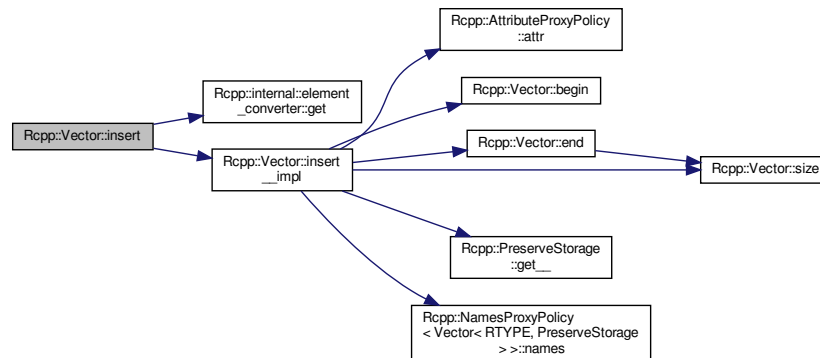 Rcpp::Vector::insert
Rcpp::internal::element
_converter::get
Rcpp::Vector::insert
__impl
Rcpp::AttributeProxyPolicy
::attr
Rcpp::Vector::begin
Rcpp::Vector::end
Rcpp::Vector::size
Rcpp::PreserveStorage
::get__
Rcpp::NamesProxyPolicy
< Vector< RTYPE, PreserveStorage
> >::names